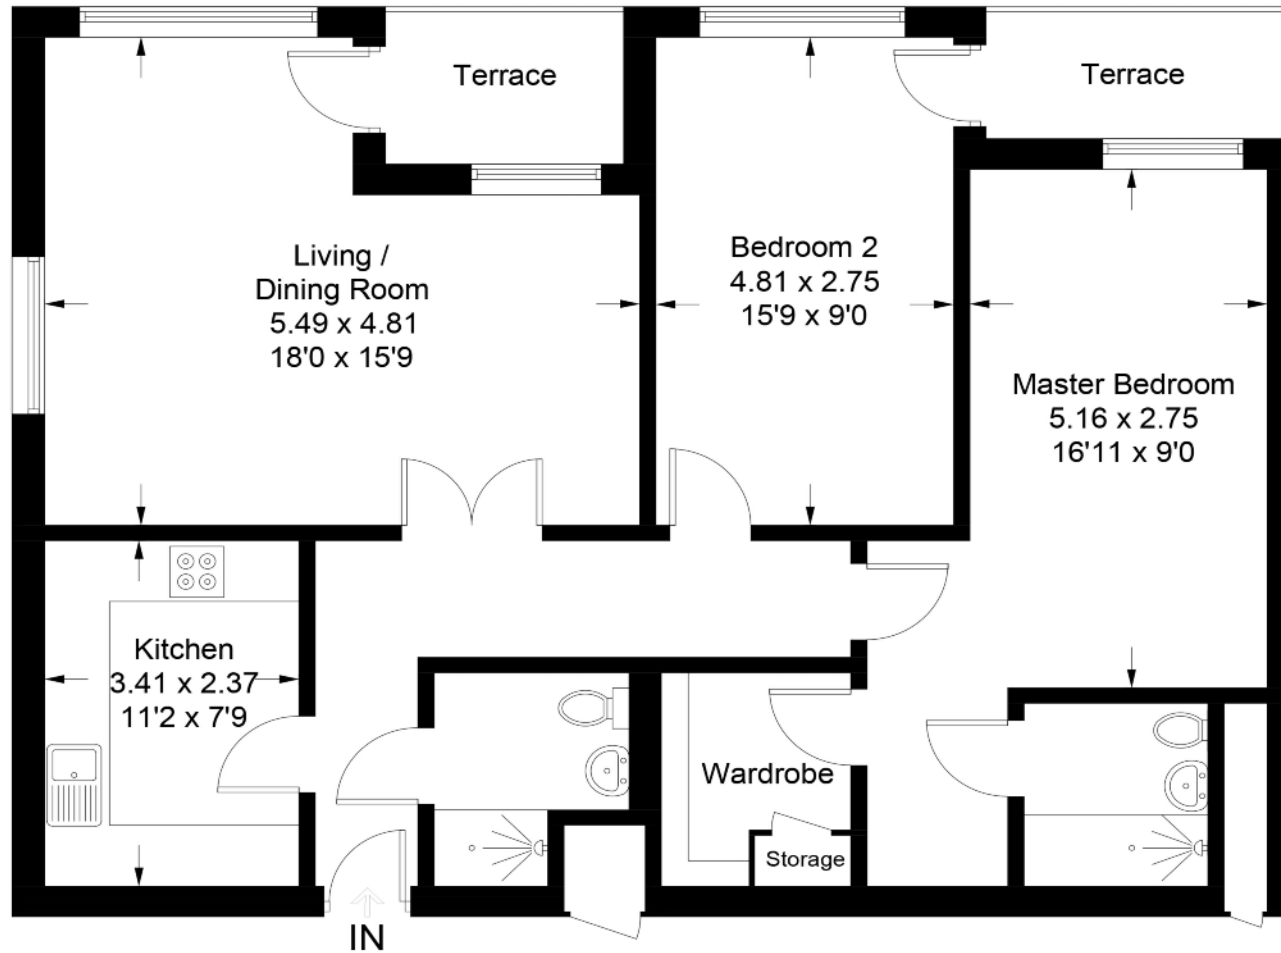 Terrace
Terrace
Living /
Dining Room
5.49 x 4.81
18'0 x 15'9
Bedroom 2
4.81 x 2.75
15'9 x 9'0
Master Bedroom
5.16 x 2.75
16'11 x 9'0
Kitchen
3.41 x 2.37
11'2 x 7'9
Wardrobe
Storage
IN